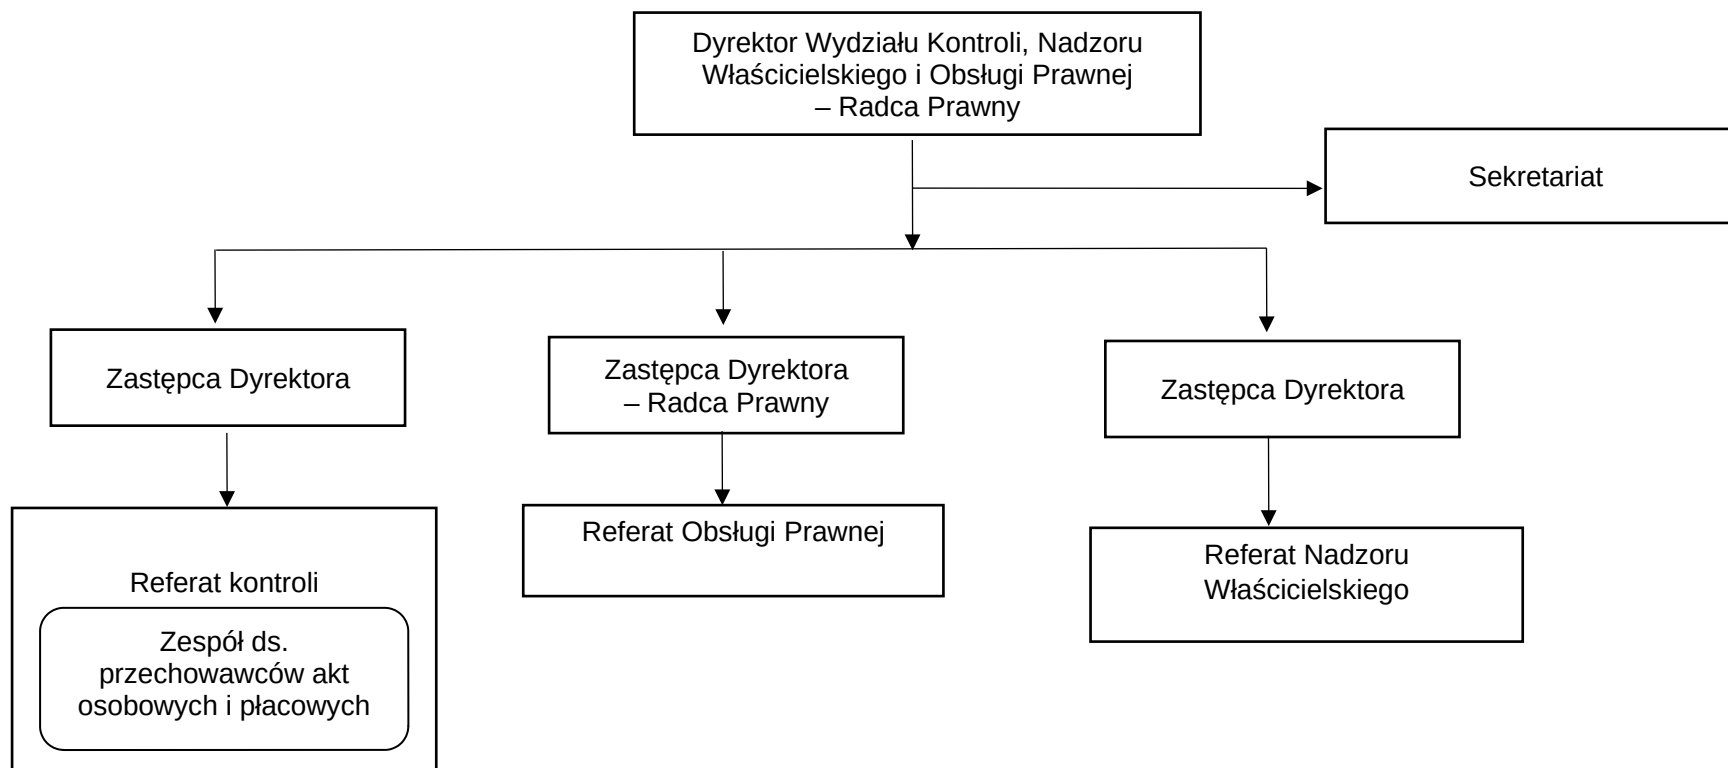 Dyrektor Wydziału Kontroli, Nadzoru
Właścicielskiego i Obsługi Prawnej
– Radca Prawny
Sekretariat
Zastępca Dyrektora
Zastępca Dyrektora
– Radca Prawny
Zastępca Dyrektora
Referat kontroli
Zespół ds.
przechowawców akt
osobowych i płacowych
Referat Obsługi Prawnej
Referat Nadzoru
Właścicielskiego